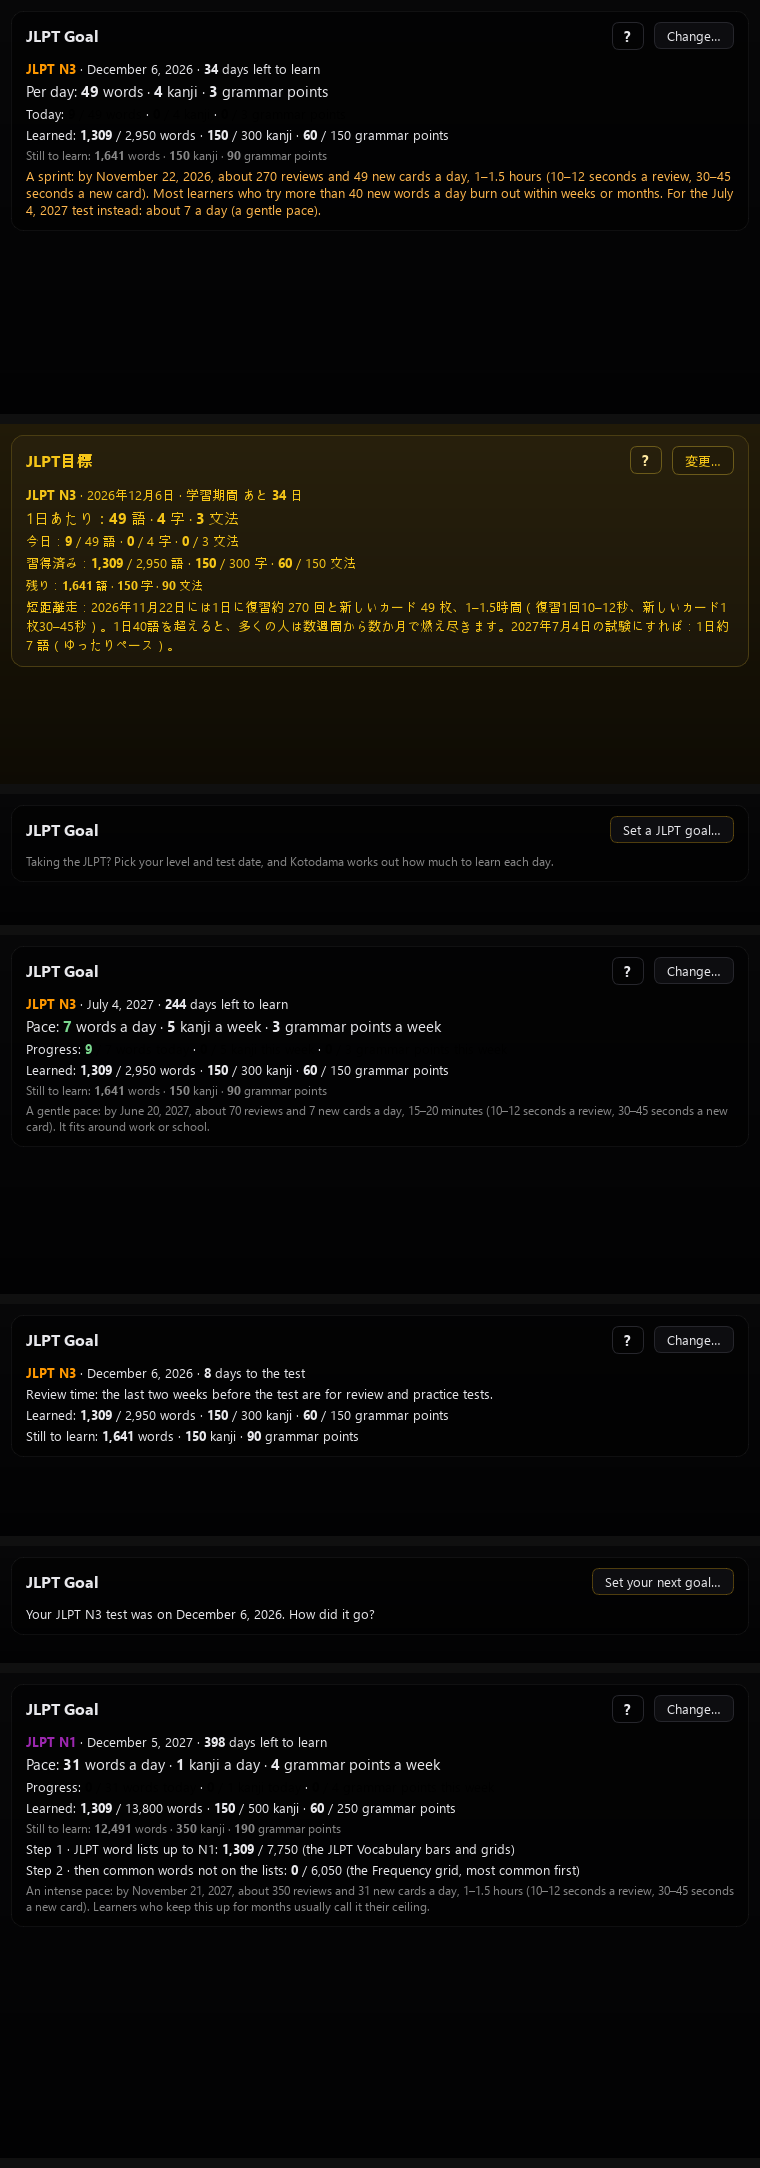 JLPT Goal
?
Change...
JLPT N3 · December 6, 2026 · 34 days left to learn
Per day: 49 words · 4 kanji · 3 grammar points
Today: · ·
Learned: 1,309 / 2,950 words · 150 / 300 kanji · 60 / 150 grammar points
Still to learn: 1,641 words · 150 kanji · 90 grammar points
A sprint: by November 22, 2026, about 270 reviews and 49 new cards a day, 1–1.5 hours (10–12 seconds a review, 30–45
seconds a new card). Most learners who try more than 40 new words a day burn out within weeks or months. For the July
4, 2027 test instead: about 7 a day (a gentle pace).
JLPT目標
?
変更...
JLPT N3 · 2026年12月6日 · 学習期間 あと 34 日
1日あたり：49 語 · 4 字 · 3 文法
今日：9 / 49 語 · 0 / 4 字 · 0 / 3 文法
習得済み：1,309 / 2,950 語 · 150 / 300 字 · 60 / 150 文法
残り：1,641 語 · 150 字 · 90 文法
短距離走：2026年11月22日には1日に復習約 270 回と新しいカード 49 枚、1–1.5時間（復習1回10–12秒、新しいカード1
枚30–45秒）。1日40語を超えると、多くの人は数週間から数か月で燃え尽きます。2027年7月4日の試験にすれば：1日約
7 語（ゆったりペース）。
JLPT Goal
Set a JLPT goal...
Taking the JLPT? Pick your level and test date, and Kotodama works out how much to learn each day.
JLPT Goal
?
Change...
JLPT N3 · July 4, 2027 · 244 days left to learn
Pace: 7 words a day · 5 kanji a week · 3 grammar points a week
Progress: 9 · ·
Learned: 1,309 / 2,950 words · 150 / 300 kanji · 60 / 150 grammar points
Still to learn: 1,641 words · 150 kanji · 90 grammar points
A gentle pace: by June 20, 2027, about 70 reviews and 7 new cards a day, 15–20 minutes (10–12 seconds a review, 30–45 seconds a new
card). It fits around work or school.
JLPT Goal
?
Change...
JLPT N3 · December 6, 2026 · 8 days to the test
Review time: the last two weeks before the test are for review and practice tests.
Learned: 1,309 / 2,950 words · 150 / 300 kanji · 60 / 150 grammar points
Still to learn: 1,641 words · 150 kanji · 90 grammar points
JLPT Goal
Set your next goal...
Your JLPT N3 test was on December 6, 2026. How did it go?
JLPT Goal
?
Change...
JLPT N1 · December 5, 2027 · 398 days left to learn
Pace: 31 words a day · 1 kanji a day · 4 grammar points a week
Progress: · ·
Learned: 1,309 / 13,800 words · 150 / 500 kanji · 60 / 250 grammar points
Still to learn: 12,491 words · 350 kanji · 190 grammar points
Step 1 · JLPT word lists up to N1: 1,309 / 7,750 (the JLPT Vocabulary bars and grids)
Step 2 · then common words not on the lists: 0 / 6,050 (the Frequency grid, most common first)
An intense pace: by November 21, 2027, about 350 reviews and 31 new cards a day, 1–1.5 hours (10–12 seconds a review, 30–45 seconds
a new card). Learners who keep this up for months usually call it their ceiling.